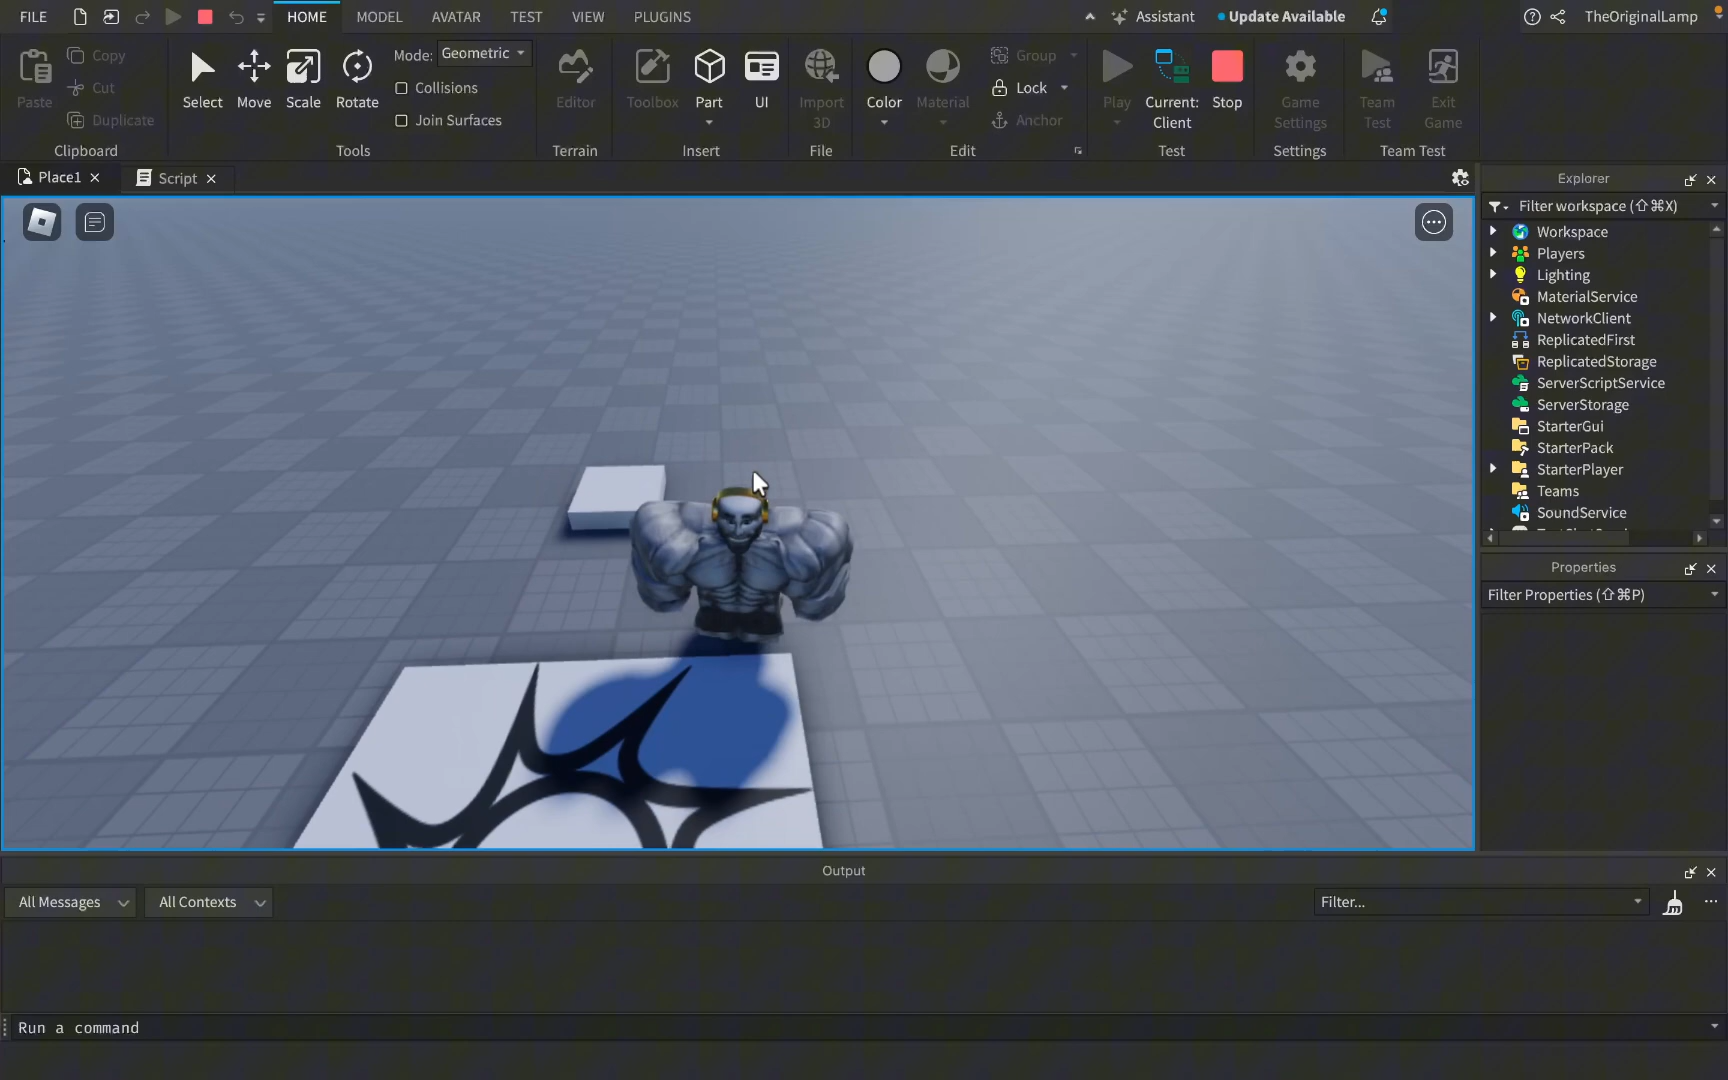 FILE HOME MODEL AVATAR TEST VIEW PLUGINS Assistant Update Available TheOriginalLamp
Paste Copy Cut Duplicate
Clipboard
Select Move Scale Rotate
Mode: Geometric
Collisions
Join Surfaces
Tools
Editor
Terrain
Toolbox Part UI
Insert
Import 3D
File
Color Material
Group
Lock
Anchor
Edit
Play Current: Client Stop
Test
Game Settings
Settings
Team Test Exit Game
Team Test
Place1 Script
Explorer
Filter workspace (⇧⌘X)
Workspace
Players
Lighting
MaterialService
NetworkClient
ReplicatedFirst
ReplicatedStorage
ServerScriptService
ServerStorage
StarterGui
StarterPack
StarterPlayer
Teams
SoundService
Properties
Filter Properties (⇧⌘P)
Output
All Messages All Contexts Filter...
Run a command